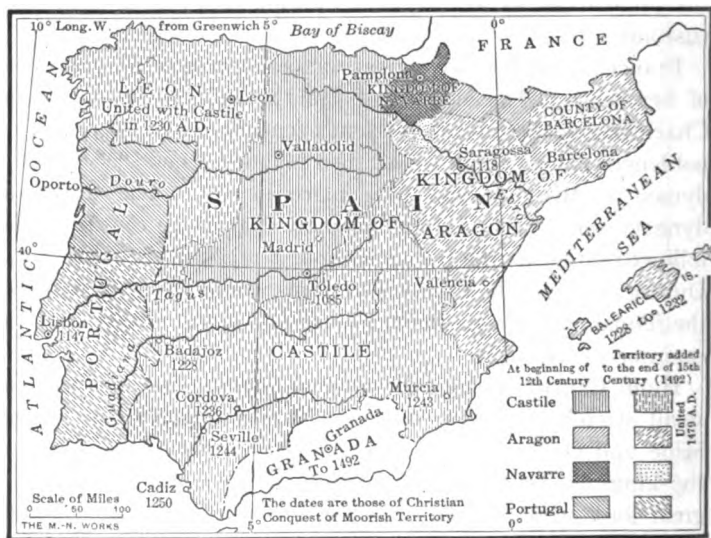 10° Long. W. from Greenwich 5° Bay of Biscay 0°
FRANCE
OCEAN
Pamplona
KINGDOM OF
NAVARRE
LEON
United with Castile
in 1230 A.D.
Leon
COUNTY OF
BARCELONA
Valladolid
Saragossa
1118
Barcelona
Oporto
Douro
KINGDOM OF
ARAGON
SPAIN
KINGDOM OF
CASTILE
Madrid
40°
40°
MEDITERRANEAN
SEA
PORTUGAL
Toledo
1085
Valencia
Tagus
BALEARIC IS.
1228 to 1232
Lisbon
1147
ATLANTIC
Guadiana
Badajoz
1228
Cordova
1236
Murcia
1243
Seville
1244
Granada
GRANADA
To 1492
Cadiz
1250
At beginning of
12th Century
Territory added
to the end of 15th
Century (1492)
Castile
Aragon
Navarre
Portugal
United
1479 A.D.
Scale of Miles
0 50 100
THE M.-N. WORKS
5°
The dates are those of Christian
Conquest of Moorish Territory
0°